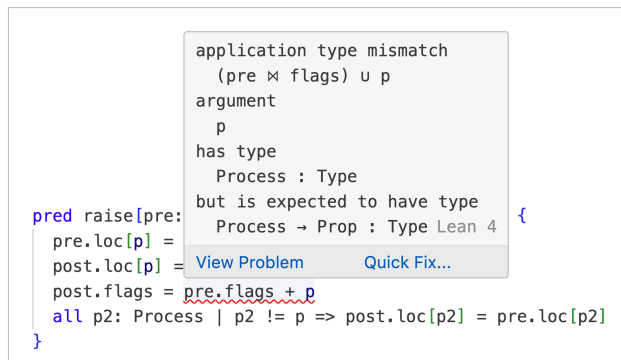 application type mismatch
(pre ⋈ flags) ∪ p
argument
p
has type
Process : Type
but is expected to have type
Process → Prop : Type Lean 4
View Problem Quick Fix...
pred raise[pre: {
pre.loc[p] =
post.loc[p] =
post.flags = pre.flags + p
all p2: Process | p2 != p => post.loc[p2] = pre.loc[p2]
}